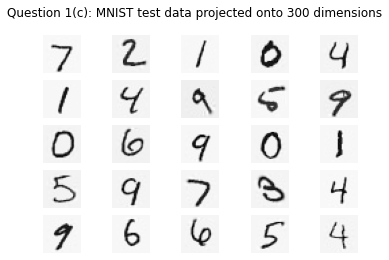 Question 1(c): MNIST test data projected onto 300 dimensions
7 2 1 0 4
1 4 9 5 9
0 6 9 0 1
5 9 7 3 4
9 6 6 5 4